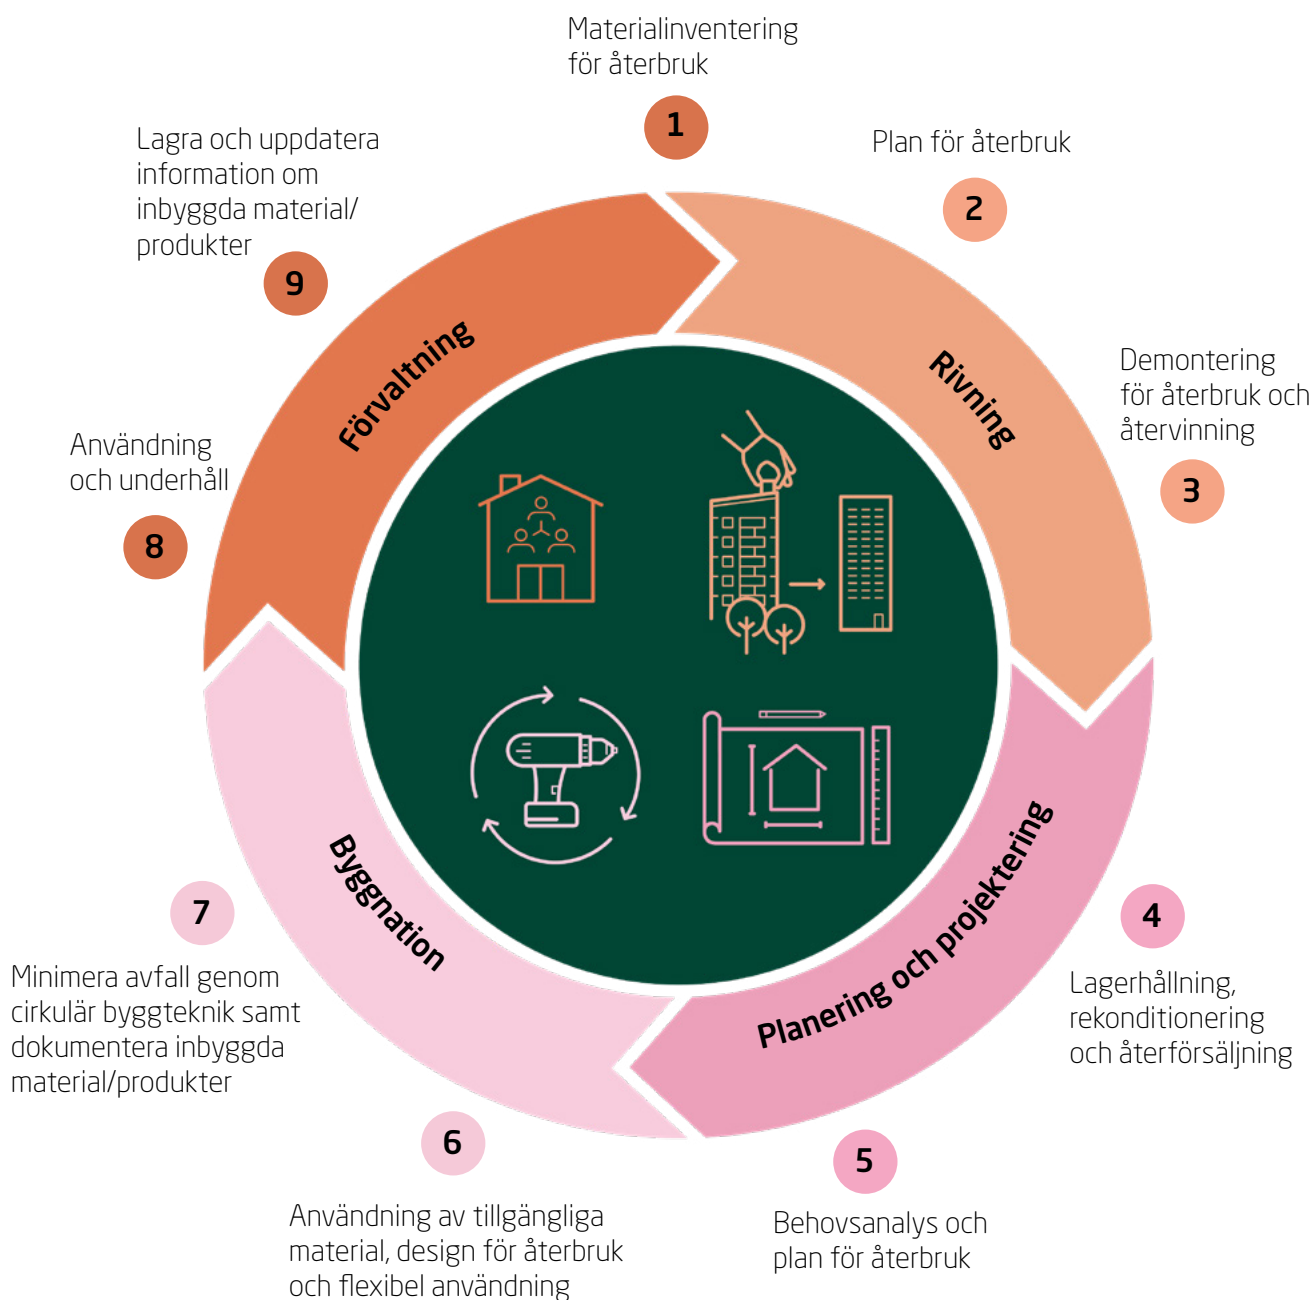 Materialinventering
för återbruk
1
Plan för återbruk
2
Demontering
för återbruk och
återvinning
3
4
Lagerhållning,
rekonditionering
och återförsäljning
5
Behovsanalys och
plan för återbruk
6
Användning av tillgängliga
material, design för återbruk
och flexibel användning
7
Minimera avfall genom
cirkulär byggteknik samt
dokumentera inbyggda
material/produkter
Användning
och underhåll
8
Lagra och uppdatera
information om
inbyggda material/
produkter
9
Förvaltning
Rivning
Planering och projektering
Byggnation